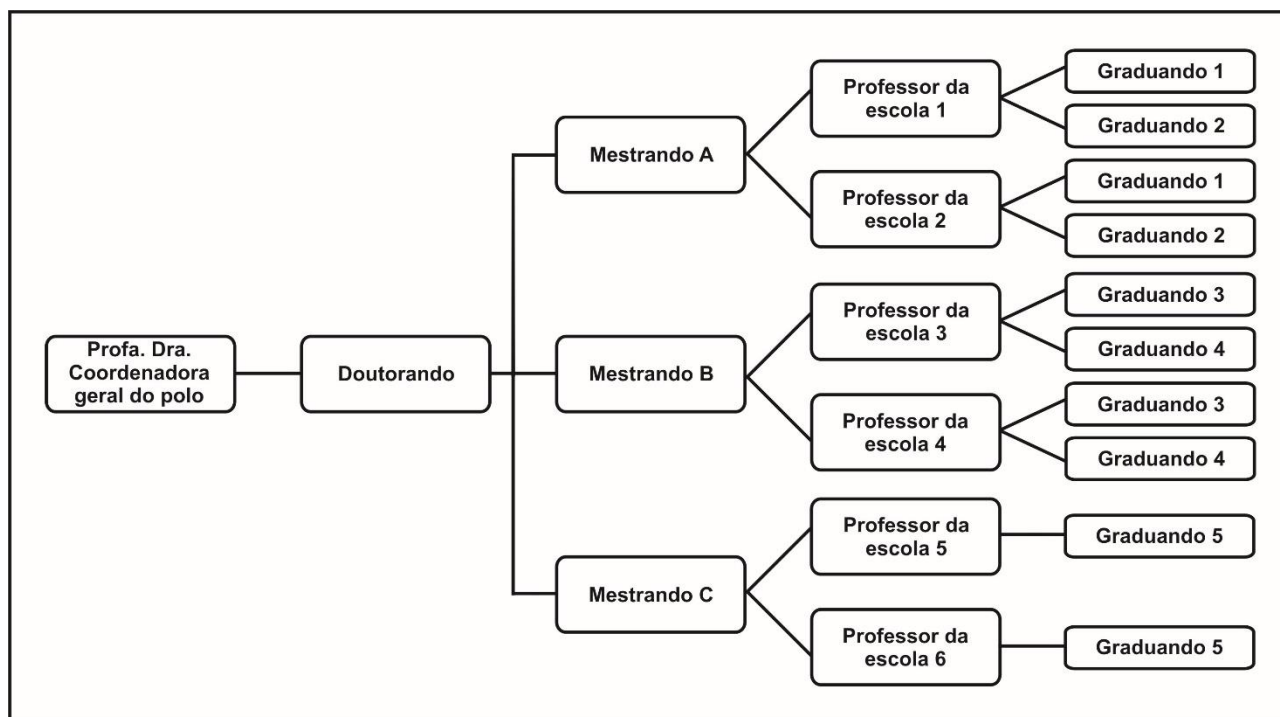 Profa. Dra.
Coordenadora
geral do polo
Doutorando
Mestrando A
Professor da
escola 1
Graduando 1
Graduando 2
Professor da
escola 2
Graduando 1
Graduando 2
Mestrando B
Professor da
escola 3
Graduando 3
Graduando 4
Professor da
escola 4
Graduando 3
Graduando 4
Mestrando C
Professor da
escola 5
Graduando 5
Professor da
escola 6
Graduando 5